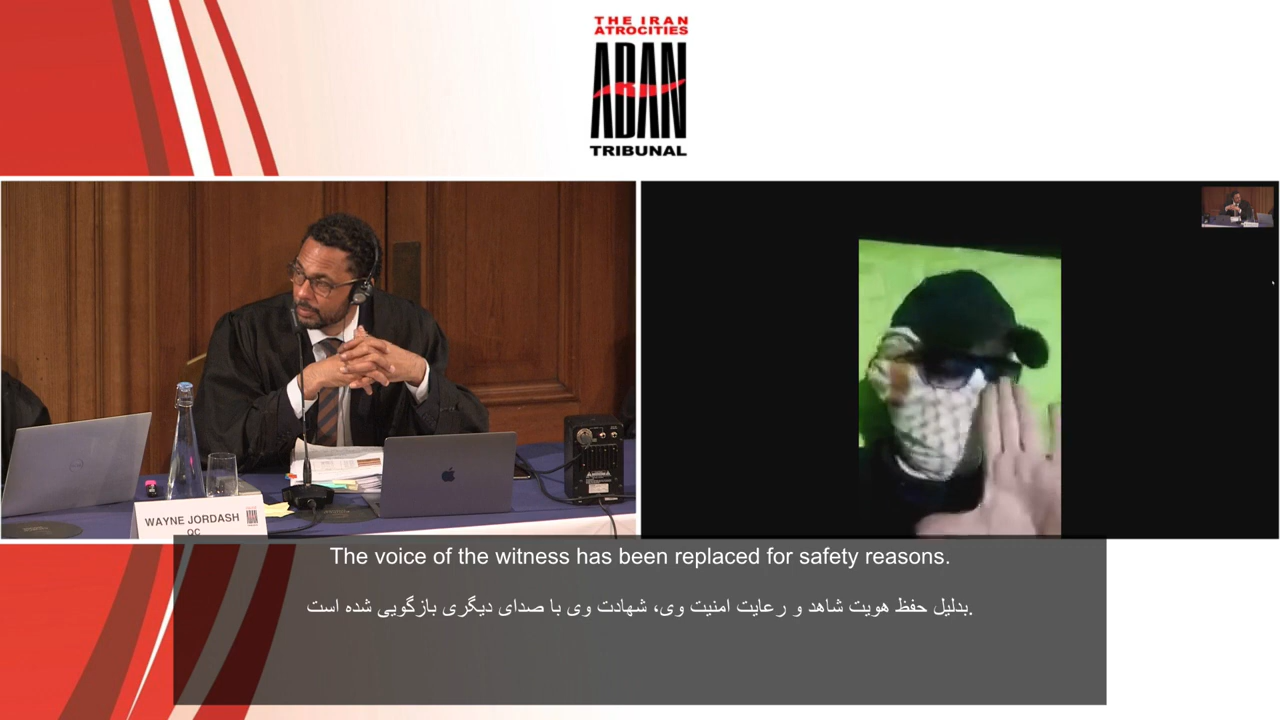 THE IRAN
ATROCITIES
ABAN
TRIBUNAL
WAYNE JORDASH
QC
The voice of the witness has been replaced for safety reasons.
بدلیل حفظ هویت شاهد و رعایت امنیت وی، شهادت وی با صدای دیگری بازگویی شده است.